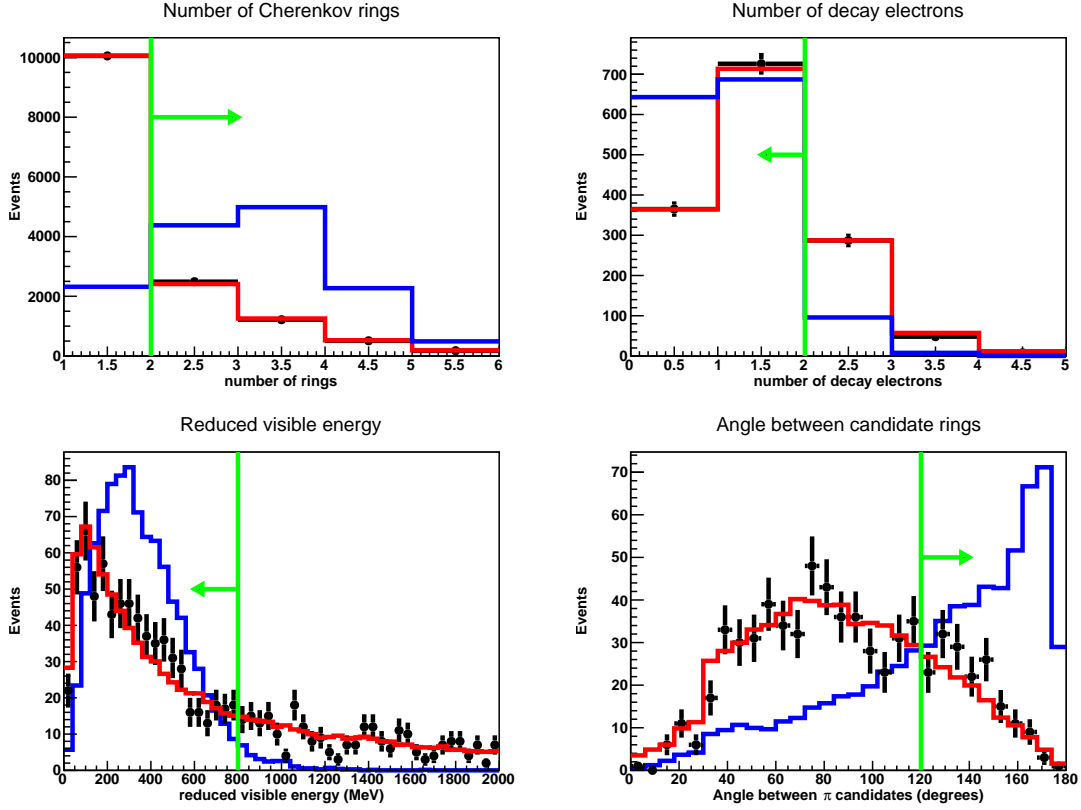 Number of Cherenkov rings
Events
10000
8000
6000
4000
2000
0
1 1.5 2 2.5 3 3.5 4 4.5 5 5.5 6
number of rings
Number of decay electrons
Events
700
600
500
400
300
200
100
0
0 0.5 1 1.5 2 2.5 3 3.5 4 4.5 5
number of decay electrons
Reduced visible energy
Events
80
70
60
50
40
30
20
10
0
0 200 400 600 800 1000 1200 1400 1600 1800 2000
reduced visible energy (MeV)
Angle between candidate rings
Events
70
60
50
40
30
20
10
0
0 20 40 60 80 100 120 140 160 180
Angle between π candidates (degrees)